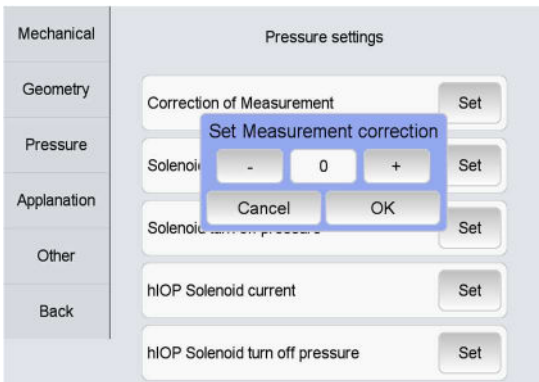 Mechanical
Geometry
Pressure
Applanation
Other
Back
Pressure settings
Correction of Measurement
Set
Set Measurement correction
-
0
+
Cancel
OK
Set
Set
hIOP Solenoid current
Set
hIOP Solenoid turn off pressure
Set